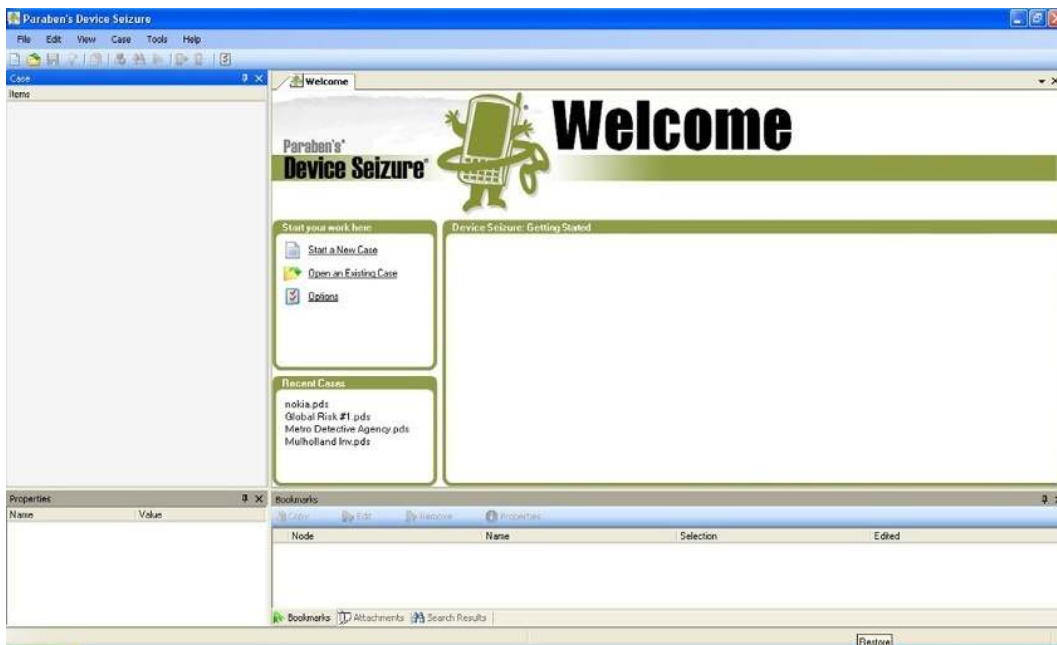 Paraben's Device Seizure
File Edit View Case Tools Help
Case
Items
Welcome
Paraben's®
Device Seizure®
Welcome
Start your work here
Start a New Case
Open an Existing Case
Options
Device Seizure: Getting Started
Recent Cases
nokia.pds
Global Risk #1.pds
Metro Detective Agency.pds
Mulholland Inv.pds
Properties
Name Value
Bookmarks
Copy Edit Remove Properties
Node Name Selection Edited
Bookmarks Attachments Search Results
Restore